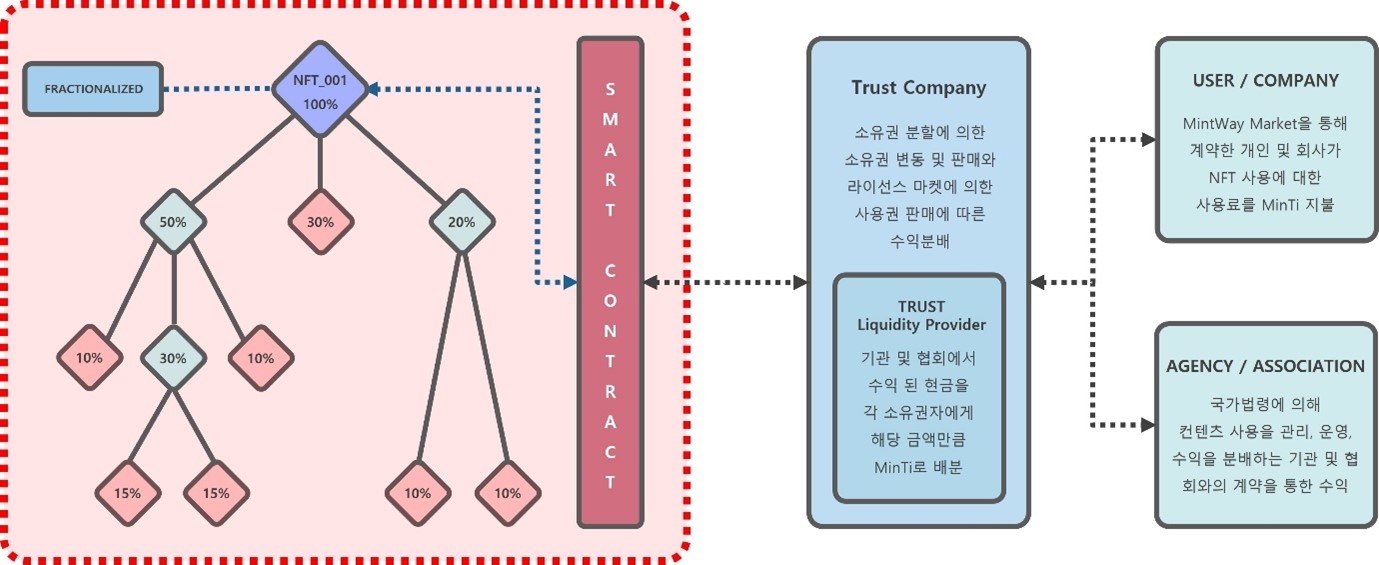 FRACTIONALIZED
NFT_001
100%
50%
30%
20%
10%
30%
10%
15%
15%
10%
10%
SMART CONTRACT
Trust Company
소유권 분할에 의한
소유권 변동 및 판매와
라이선스 마켓에 의한
사용권 판매에 따른
수익분배
TRUST
Liquidity Provider
기관 및 협회에서
수익 된 현금을
각 소유권자에게
해당 금액만큼
MinTi로 배분
USER / COMPANY
MintWay Market을 통해
계약한 개인 및 회사가
NFT 사용에 대한
사용료를 MinTi 지불
AGENCY / ASSOCIATION
국가법령에 의해
컨텐츠 사용을 관리, 운영,
수익을 분배하는 기관 및 협
회와의 계약을 통한 수익